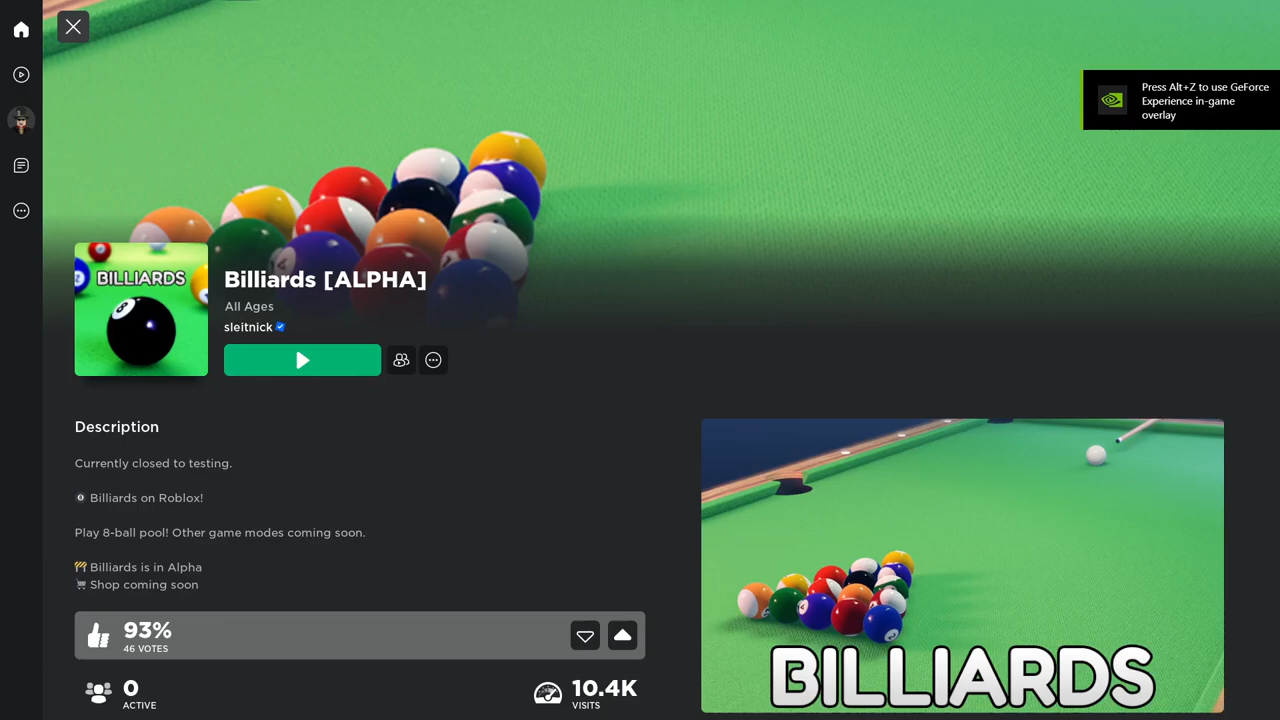 Press Alt+Z to use GeForce
Experience in-game
overlay
BILLIARDS
8
Billiards [ALPHA]
All Ages
sleitnick
Description
Currently closed to testing.
Billiards on Roblox!
Play 8-ball pool! Other game modes coming soon.
Billiards is in Alpha
Shop coming soon
93%
46 VOTES
0
ACTIVE
10.4K
VISITS
BILLIARDS